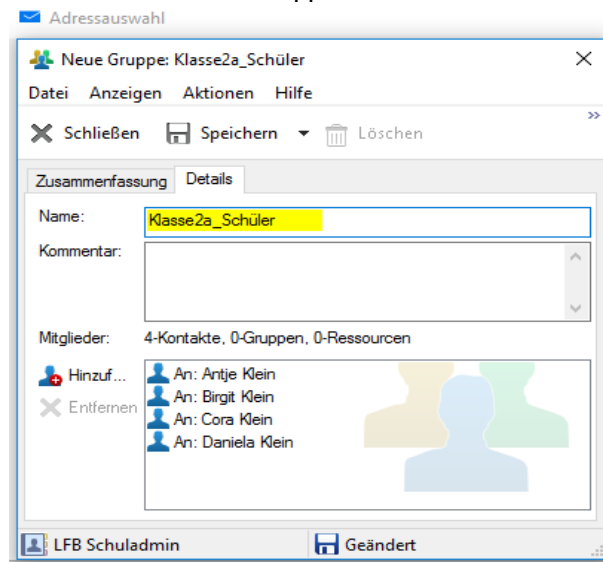 Adressauswahl
Neue Gruppe: Klasse2a_Schüler
Datei Anzeigen Aktionen Hilfe
Schließen Speichern Löschen
Zusammenfassung Details
Name: Klasse2a_Schüler
Kommentar:
Mitglieder: 4-Kontakte, 0-Gruppen, 0-Ressourcen
Hinzuf... An: Antje Klein
An: Birgit Klein
Entfernen An: Cora Klein
An: Daniela Klein
LFB Schuladmin Geändert